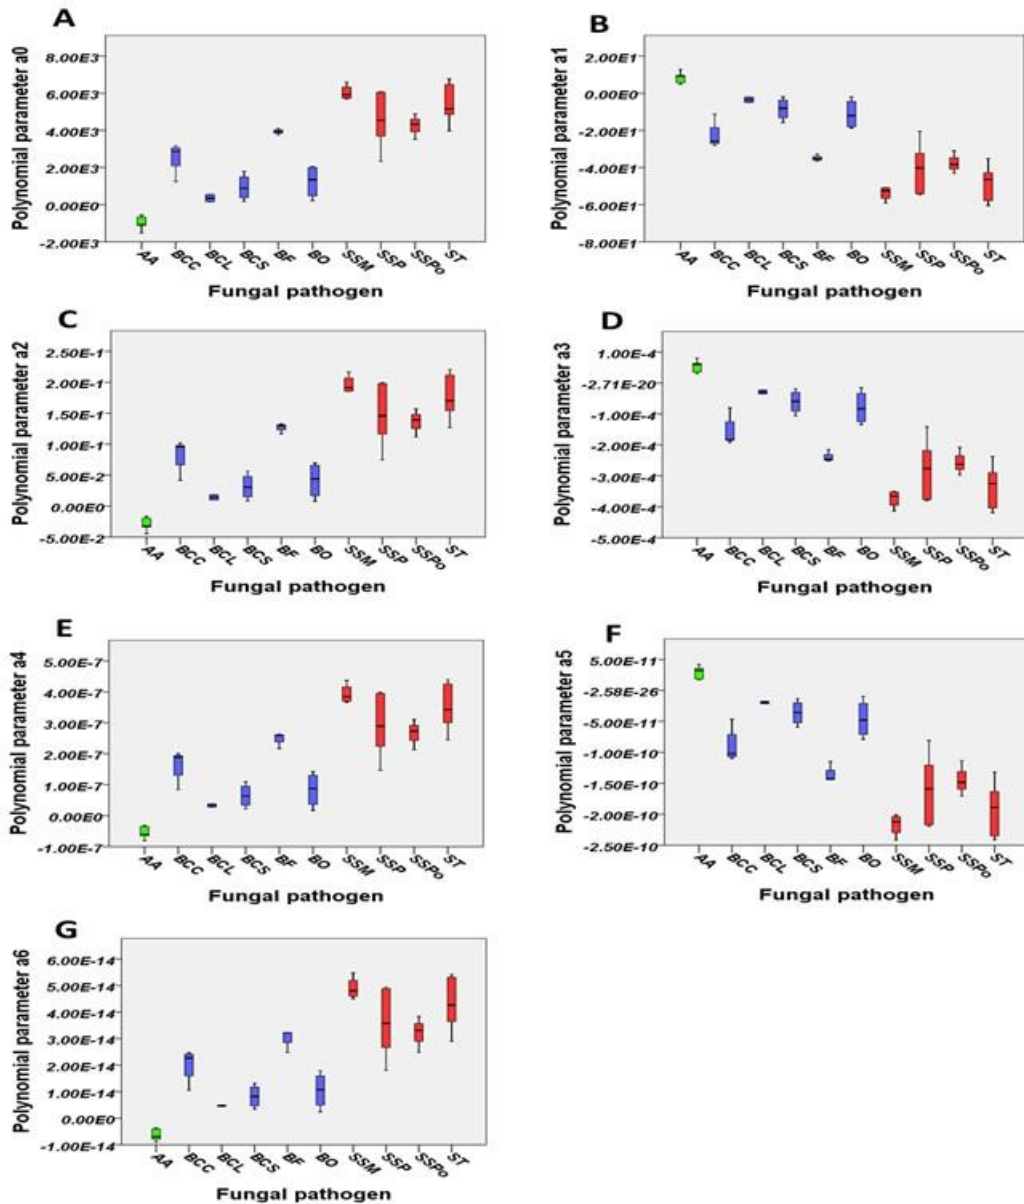 A
Polynomial parameter a0
8.00E3
6.00E3
4.00E3
2.00E3
0.00E0
-2.00E3
AA BCC BCL BCS BF BO SSM SSP SSPo ST
Fungal pathogen
B
Polynomial parameter a1
2.00E1
0.00E0
-2.00E1
-4.00E1
-6.00E1
-8.00E1
AA BCC BCL BCS BF BO SSM SSP SSPo ST
Fungal pathogen
C
Polynomial parameter a2
2.50E-1
2.00E-1
1.50E-1
1.00E-1
5.00E-2
0.00E0
-5.00E-2
AA BCC BCL BCS BF BO SSM SSP SSPo ST
Fungal pathogen
D
Polynomial parameter a3
1.00E-4
-2.71E-20
-1.00E-4
-2.00E-4
-3.00E-4
-4.00E-4
-5.00E-4
AA BCC BCL BCS BF BO SSM SSP SSPo ST
Fungal pathogen
E
Polynomial parameter a4
5.00E-7
4.00E-7
3.00E-7
2.00E-7
1.00E-7
0.00E0
-1.00E-7
AA BCC BCL BCS BF BO SSM SSP SSPo ST
Fungal pathogen
F
Polynomial parameter a5
5.00E-11
-2.58E-26
-5.00E-11
-1.00E-10
-1.50E-10
-2.00E-10
-2.50E-10
AA BCC BCL BCS BF BO SSM SSP SSPo ST
Fungal pathogen
G
Polynomial parameter a6
6.00E-14
5.00E-14
4.00E-14
3.00E-14
2.00E-14
1.00E-14
0.00E0
-1.00E-14
AA BCC BCL BCS BF BO SSM SSP SSPo ST
Fungal pathogen